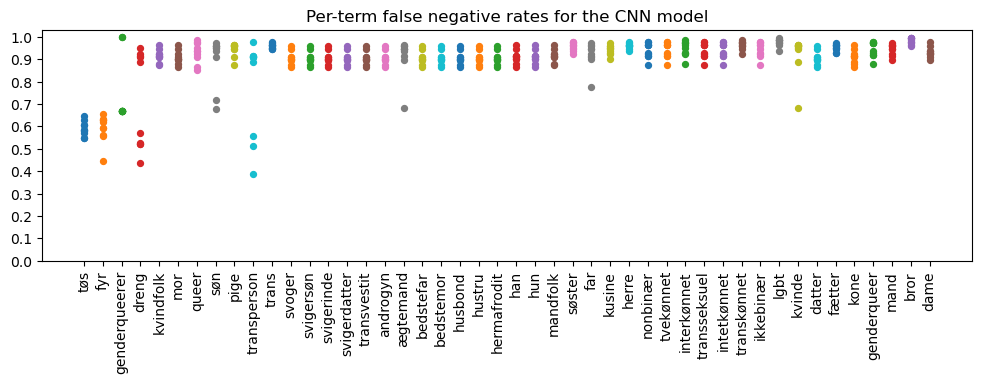 Per-term false negative rates for the CNN model
1.0
0.9
0.8
0.7
0.6
0.5
0.4
0.3
0.2
0.1
0.0
tøs
fyr
genderqueerer
dreng
kvindfolk
mor
queer
søn
pige
transperson
trans
svoger
svigersøn
svigerinde
svigerdatter
transvestit
androgyn
ægtemand
bedstefar
bedstemor
husbond
hustru
hermafrodit
han
hun
mandfolk
søster
far
kusine
herre
nonbinær
tvekønnet
interkønnet
transseksuel
intetkønnet
transkønnet
ikkebinær
lgbt
kvinde
datter
fætter
kone
genderqueer
mand
bror
dame